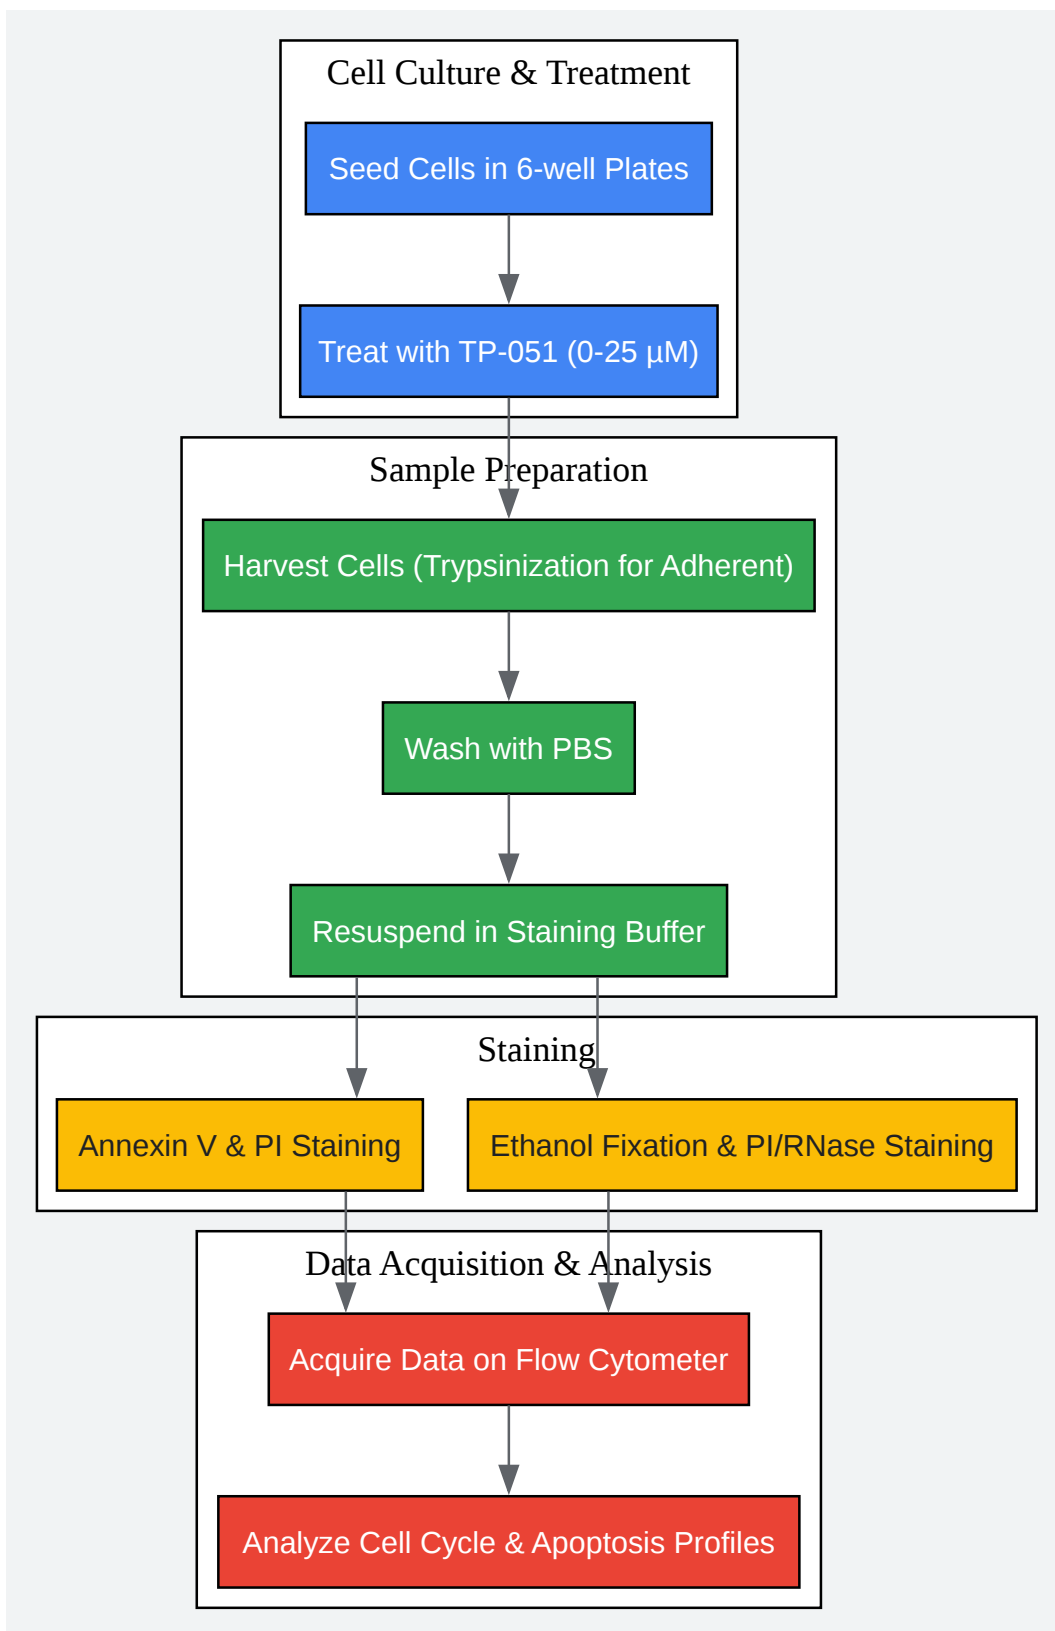 Cell Culture & Treatment
Seed Cells in 6-well Plates
Treat with TP-051 (0-25 µM)
Sample Preparation
Harvest Cells (Trypsinization for Adherent)
Wash with PBS
Resuspend in Staining Buffer
Staining
Annexin V & PI Staining
Ethanol Fixation & PI/RNase Staining
Data Acquisition & Analysis
Acquire Data on Flow Cytometer
Analyze Cell Cycle & Apoptosis Profiles